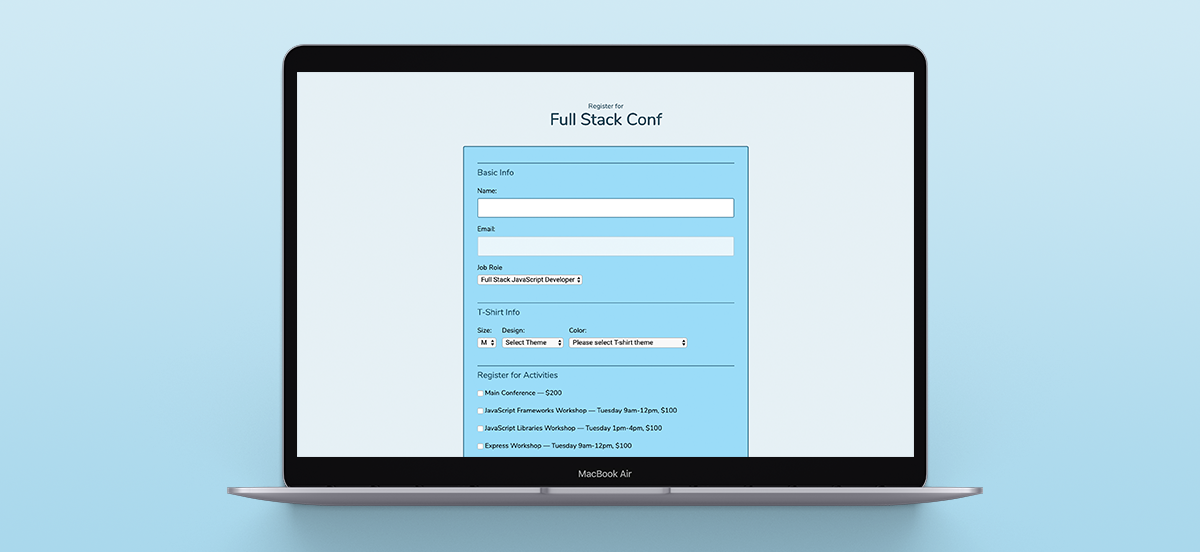 Register for
Full Stack Conf
Basic Info
Name:
Email:
Job Role
Full Stack JavaScript Developer
T-Shirt Info
Size: Design: Color:
M Select Theme Please select T-shirt theme
Register for Activities
Main Conference — $200
JavaScript Frameworks Workshop — Tuesday 9am-12pm, $100
JavaScript Libraries Workshop — Tuesday 1pm-4pm, $100
Express Workshop — Tuesday 9am-12pm, $100
MacBook Air